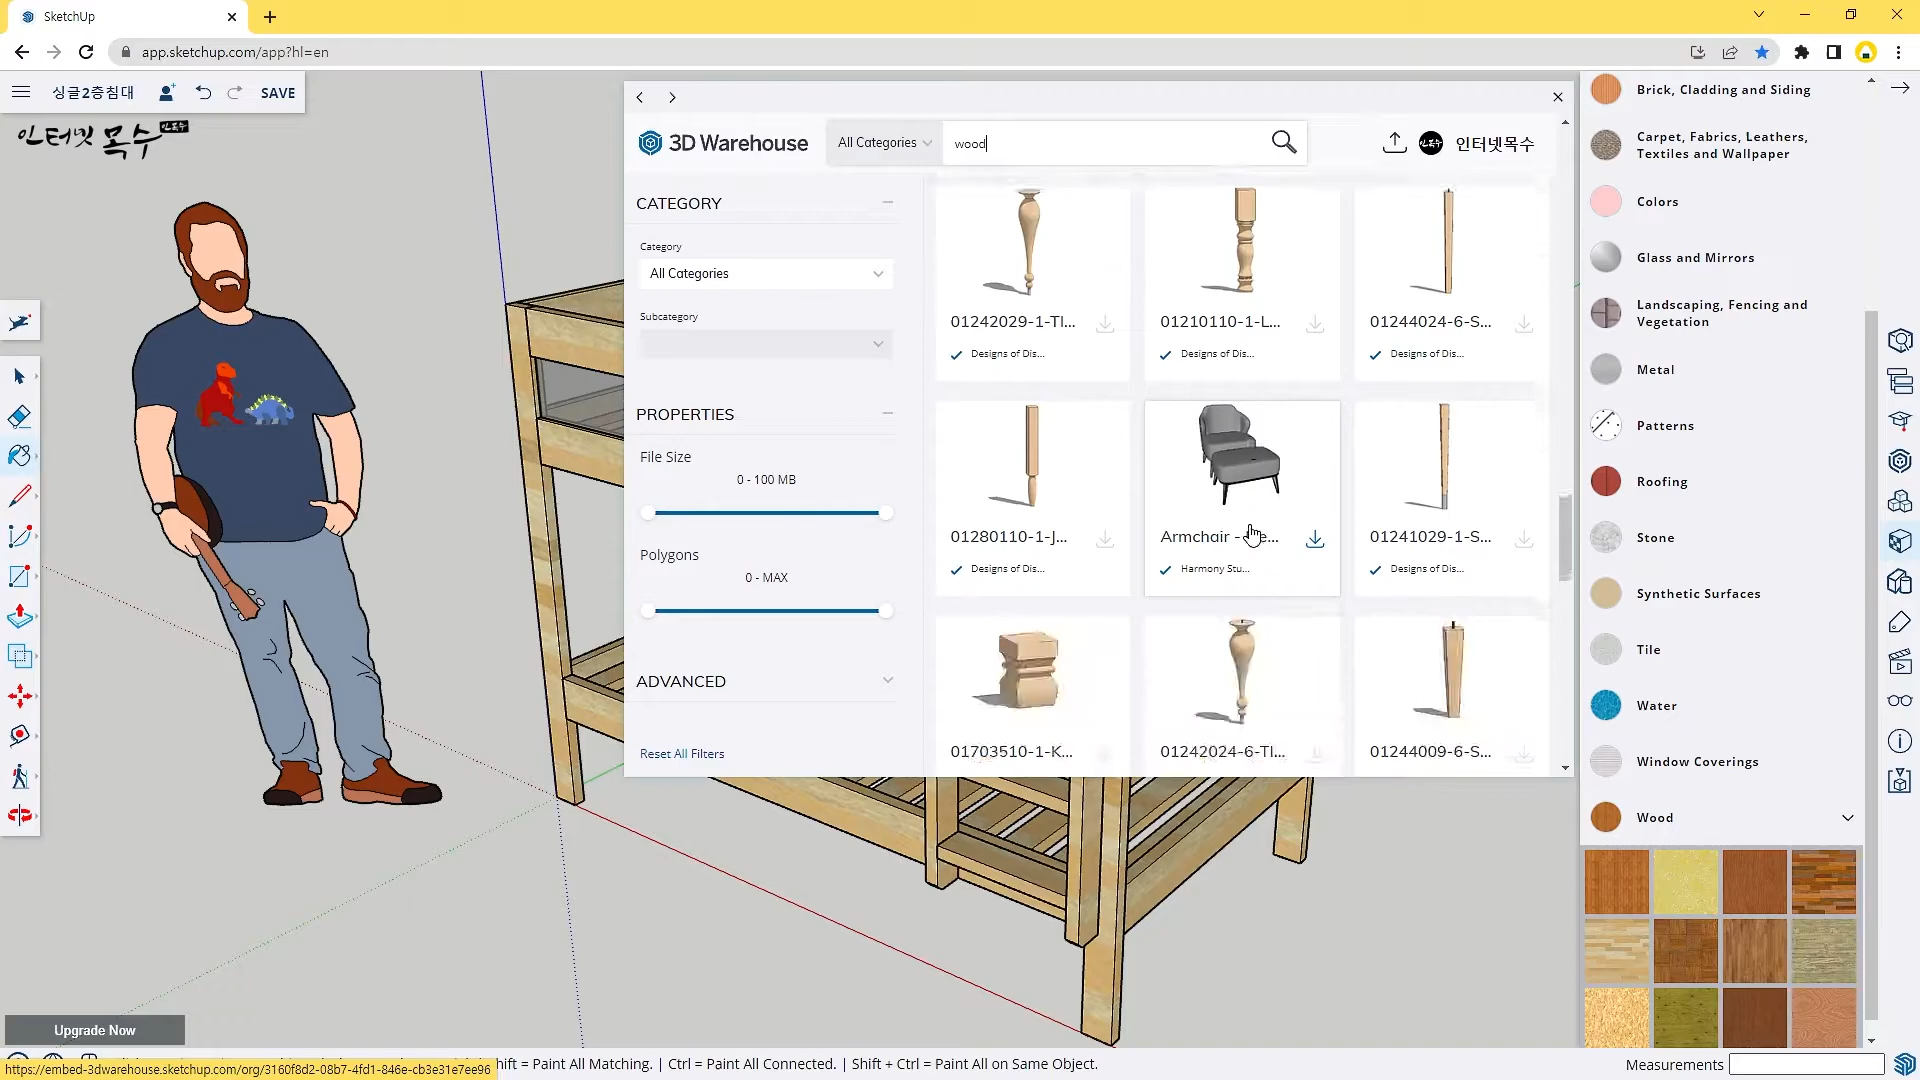 SketchUp
app.sketchup.com/app?hl=en
싱글2층침대
SAVE
인터넷 목수
3D Warehouse
All Categories
wood
인터넷목수
CATEGORY
Category
All Categories
Subcategory
PROPERTIES
File Size
0 - 100 MB
Polygons
0 - MAX
ADVANCED
Reset All Filters
01242029-1-TI...
01210110-1-L...
01244024-6-S...
Designs of Dis...
Designs of Dis...
Designs of Dis...
01280110-1-J...
Armchair -
01241029-1-S...
Designs of Dis...
Harmony Stu...
Designs of Dis...
01703510-1-K...
01242024-6-TI...
01244009-6-S...
Brick, Cladding and Siding
Carpet, Fabrics, Leathers,
Textiles and Wallpaper
Colors
Glass and Mirrors
Landscaping, Fencing and
Vegetation
Metal
Patterns
Roofing
Stone
Synthetic Surfaces
Tile
Water
Window Coverings
Wood
Upgrade Now
hift = Paint All Matching. | Ctrl = Paint All Connected. | Shift + Ctrl = Paint All on Same Object.
Measurements
https://embed-3dwarehouse.sketchup.com/org/3160f8d2-08b7-4fd1-846e-cb3e31e7ee96